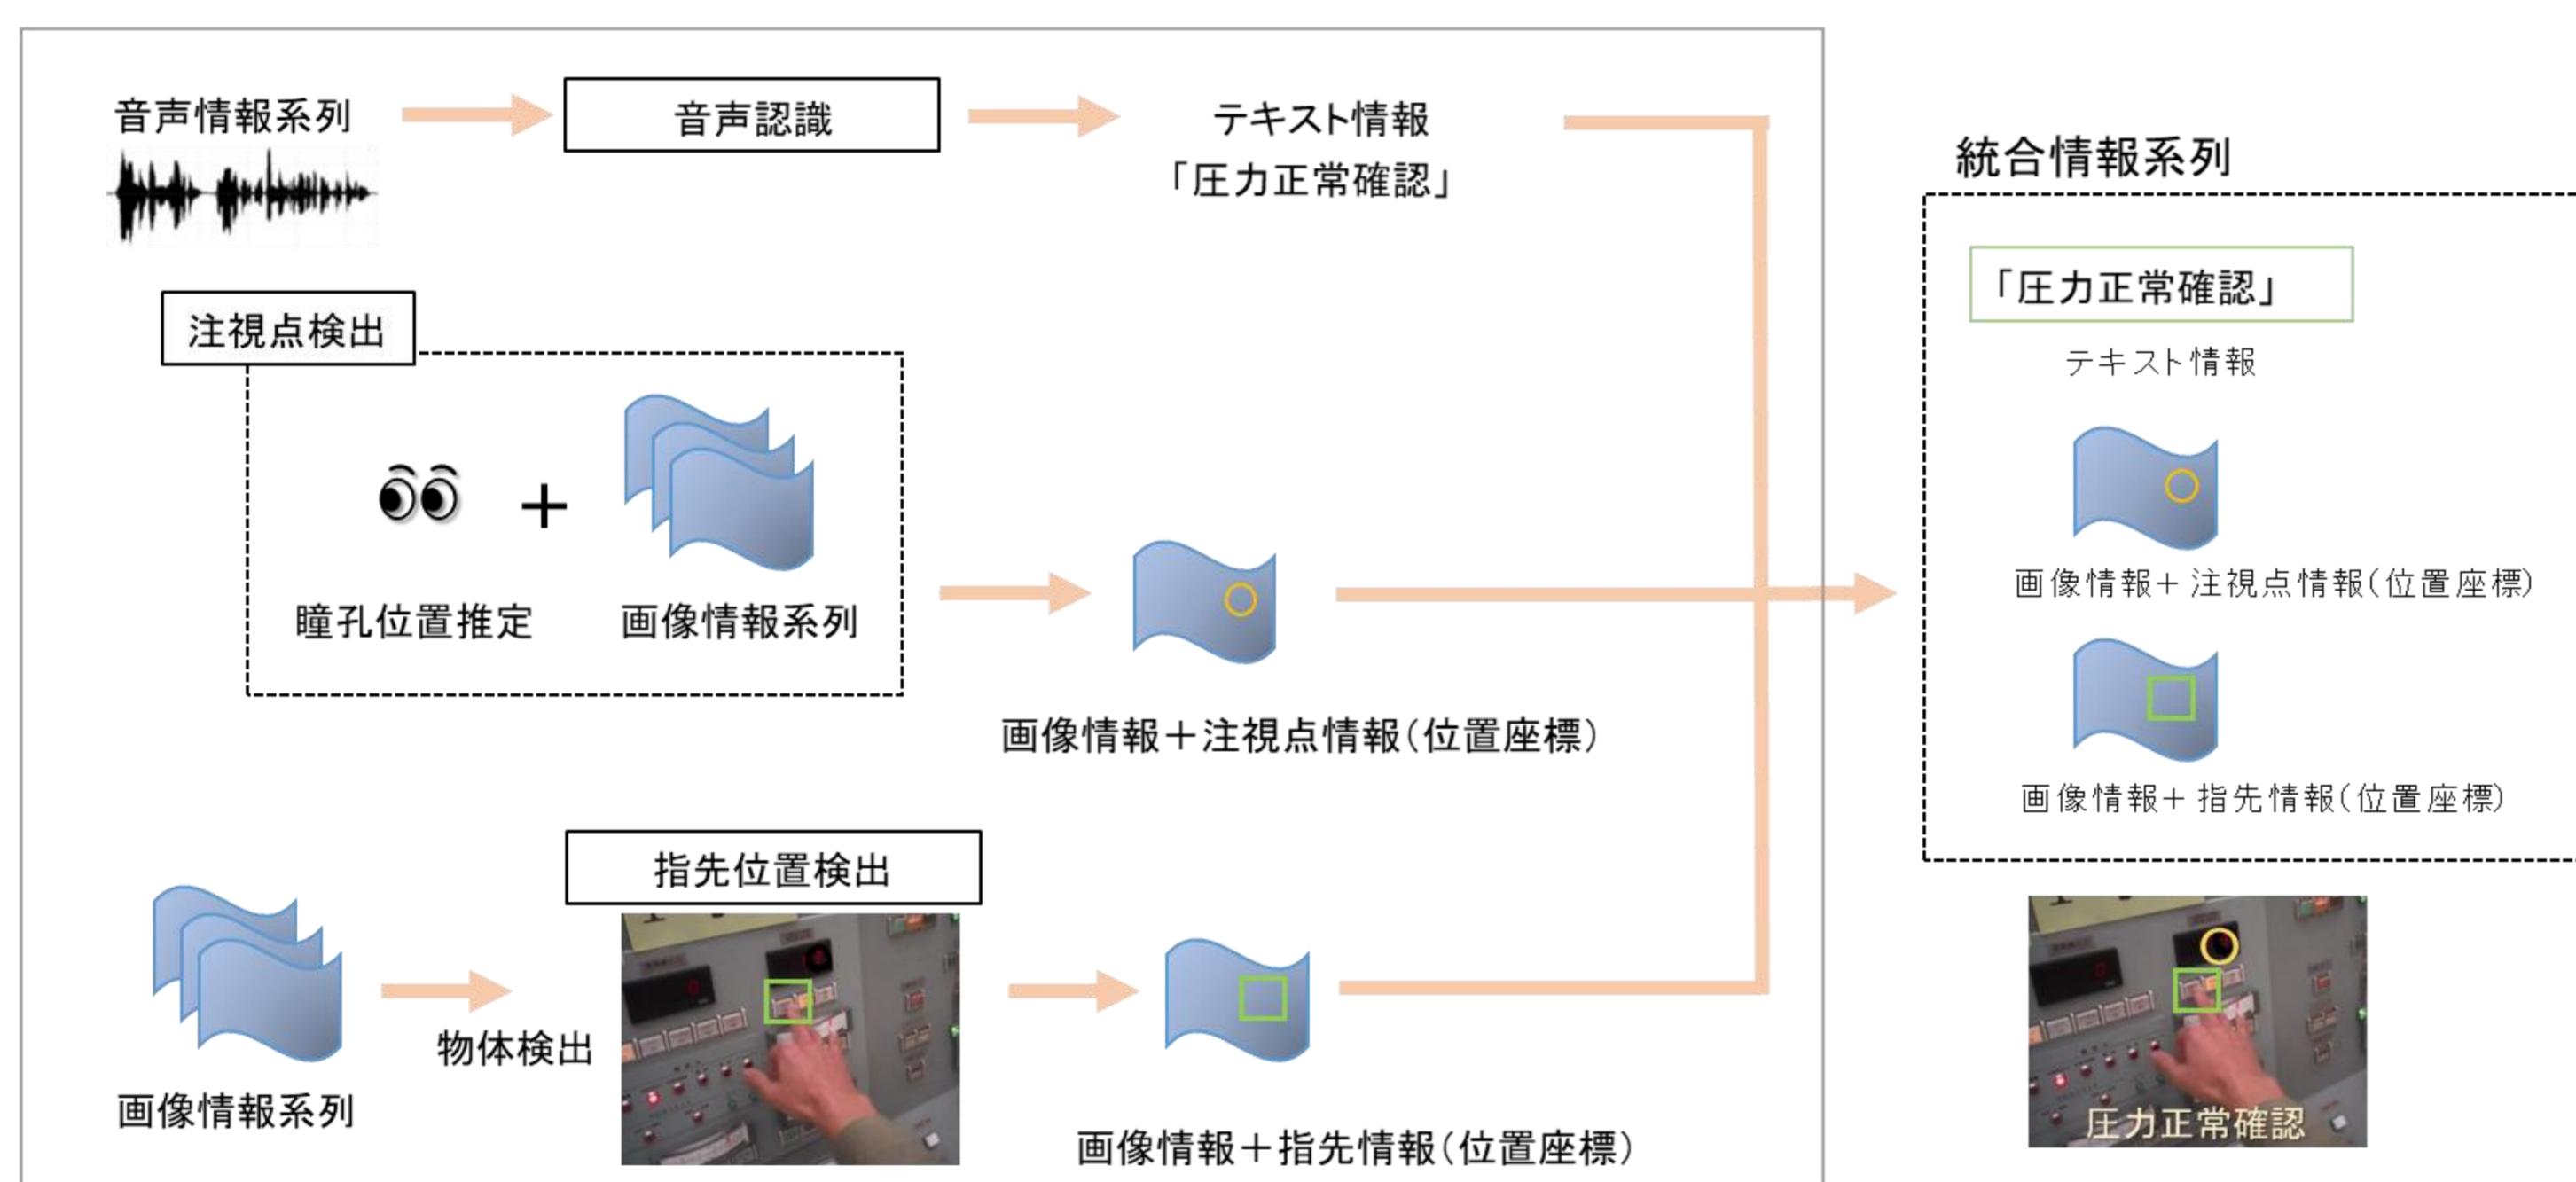 音声情報系列
音声認識
テキスト情報
「圧力正常確認」
注視点検出
瞳孔位置推定
+
画像情報系列
画像情報＋注視点情報(位置座標)
指先位置検出
物体検出
画像情報系列
画像情報＋指先情報(位置座標)
統合情報系列
「圧力正常確認」
テキスト情報
画像情報＋注視点情報(位置座標)
画像情報＋指先情報(位置座標)
圧力正常確認